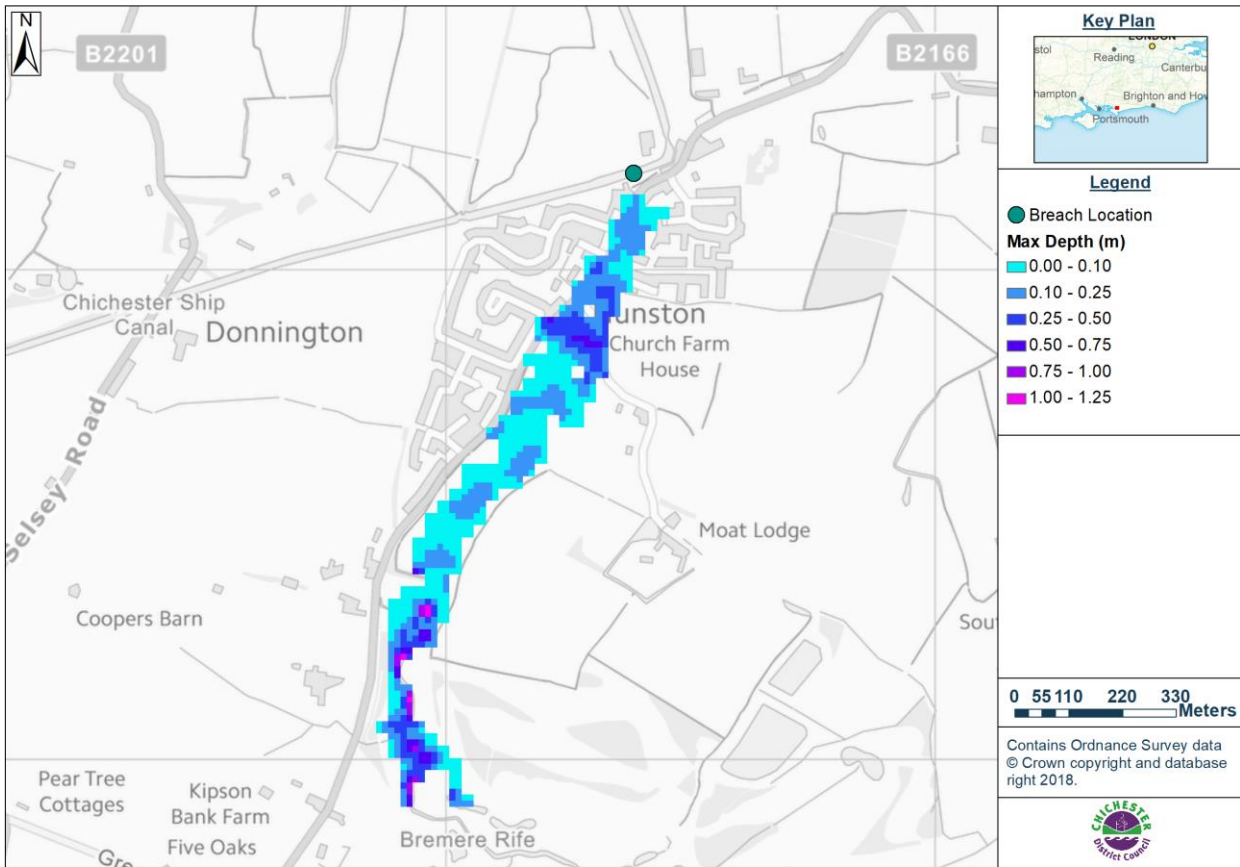 N
B2201
B2166
Chichester Ship
Canal
Donnington
unston
Church Farm
House
Selsey Road
Moat Lodge
Coopers Barn
Sou
Pear Tree
Cottages
Kipson
Bank Farm
Five Oaks
Bremere Rife
Gre
Key Plan
LONDON
stol
Reading
Canterbu
hampton
Brighton and Hov
Portsmouth
Legend
Breach Location
Max Depth (m)
0.00 - 0.10
0.10 - 0.25
0.25 - 0.50
0.50 - 0.75
0.75 - 1.00
1.00 - 1.25
0 55 110 220 330
Meters
Contains Ordnance Survey data
© Crown copyright and database
right 2018.
CHICHESTER
District Council